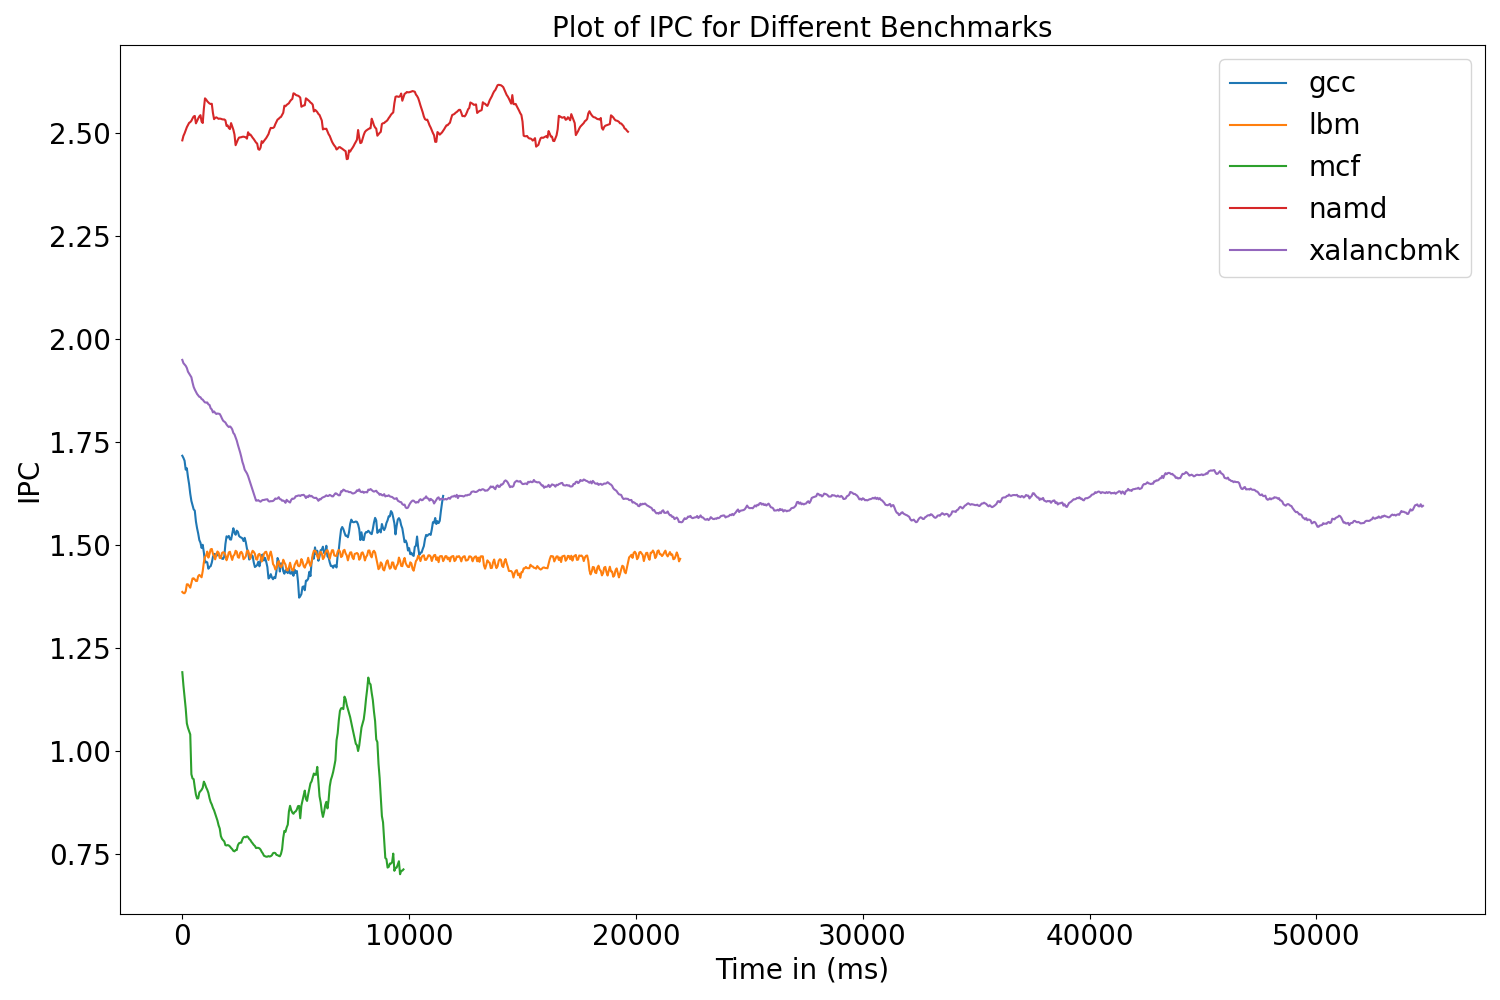 Plot of IPC for Different Benchmarks
gcc
lbm
mcf
namd
xalancbmk
2.50
2.25
2.00
1.75
1.50
1.25
1.00
0.75
IPC
0 10000 20000 30000 40000 50000
Time in (ms)